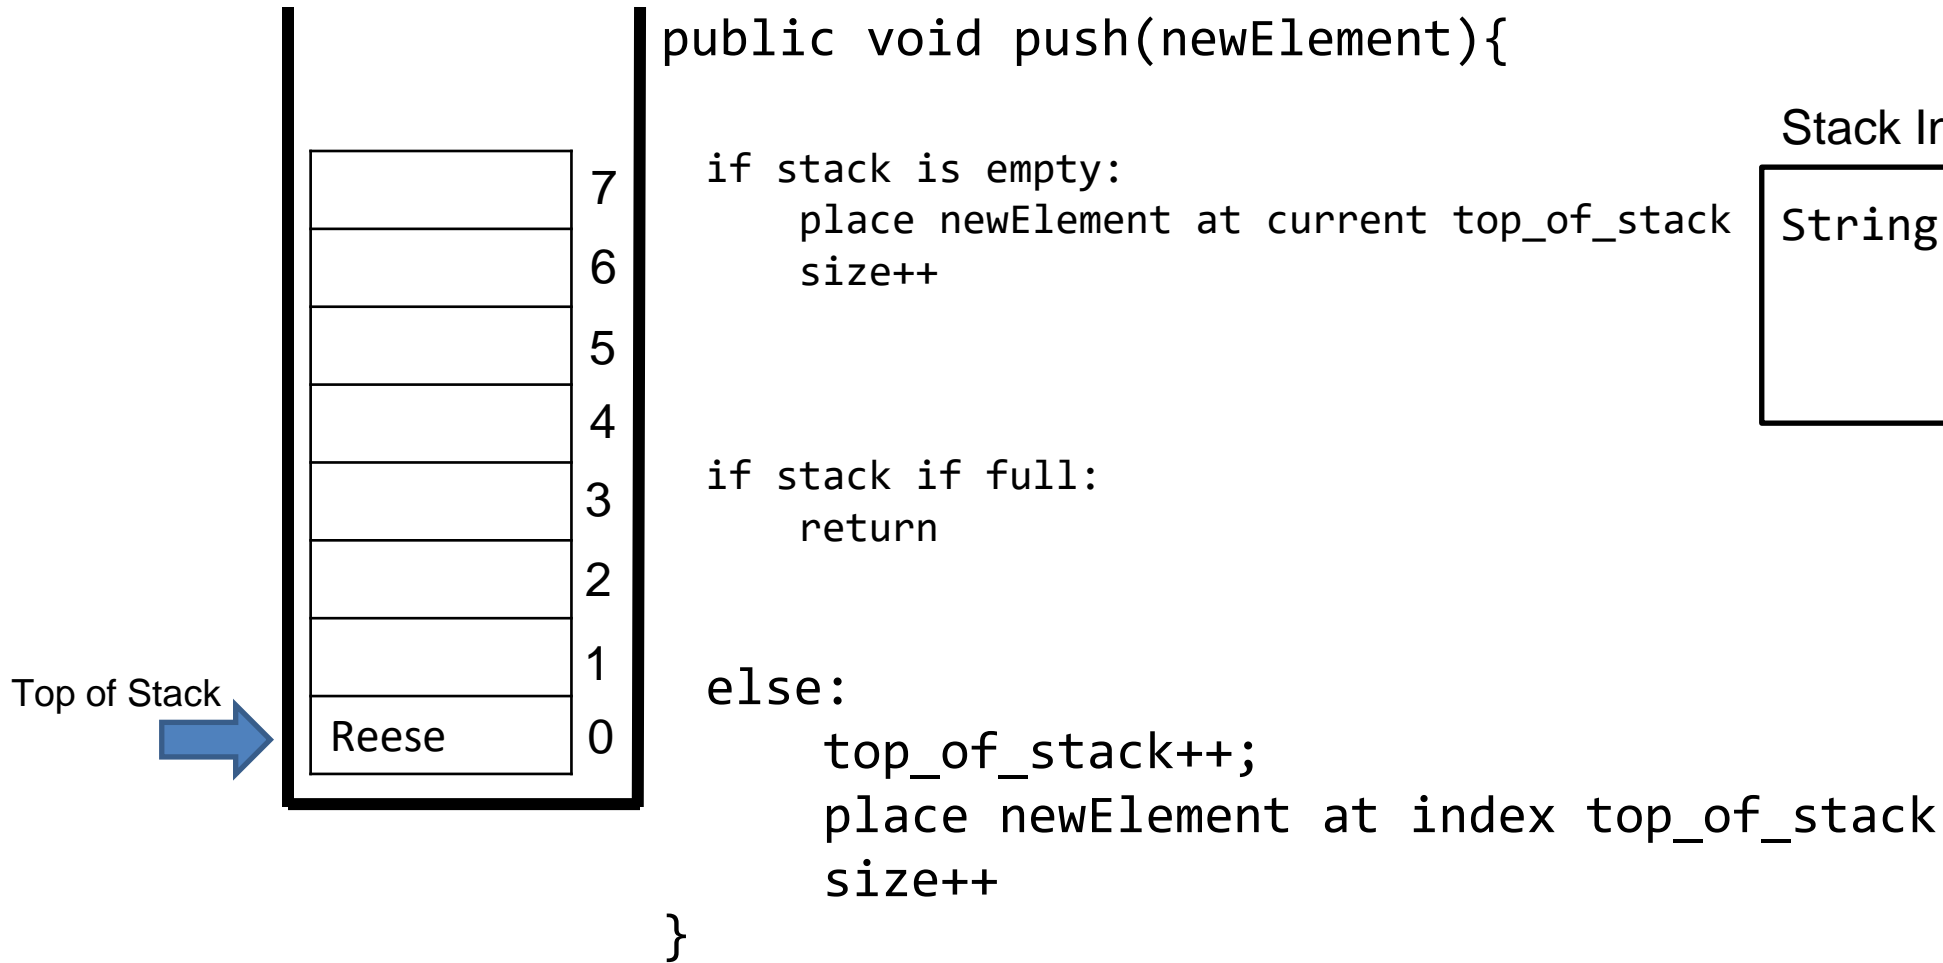 public void push(newElement){
Stack
if stack is empty:
place newElement at current top_of_stack
size++
String
if stack if full:
return
else:
top_of_stack++;
place newElement at index top_of_stack
size++
}
7
6
5
4
3
2
1
Top of Stack
Reese 0